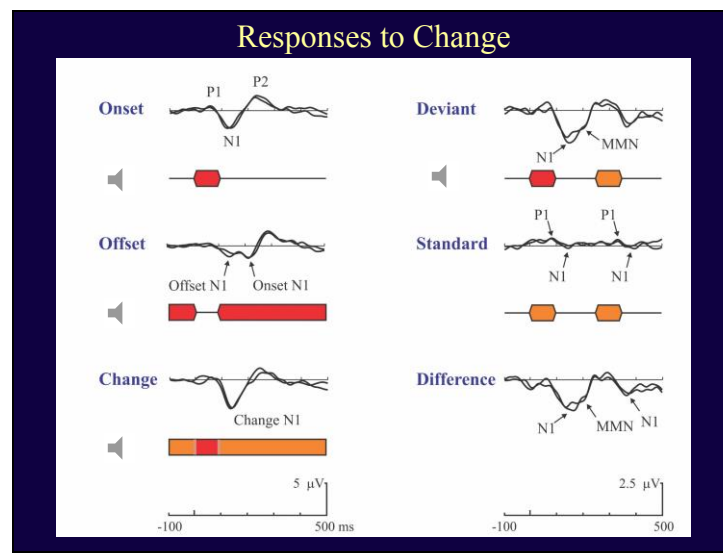 Responses to Change
Onset
P1
P2
N1
Offset
Offset N1
Onset N1
Change
Change N1
5 µV
-100
500 ms
Deviant
N1
MMN
Standard
P1
P1
N1
N1
Difference
N1
MMN
N1
2.5 µV
-100
500